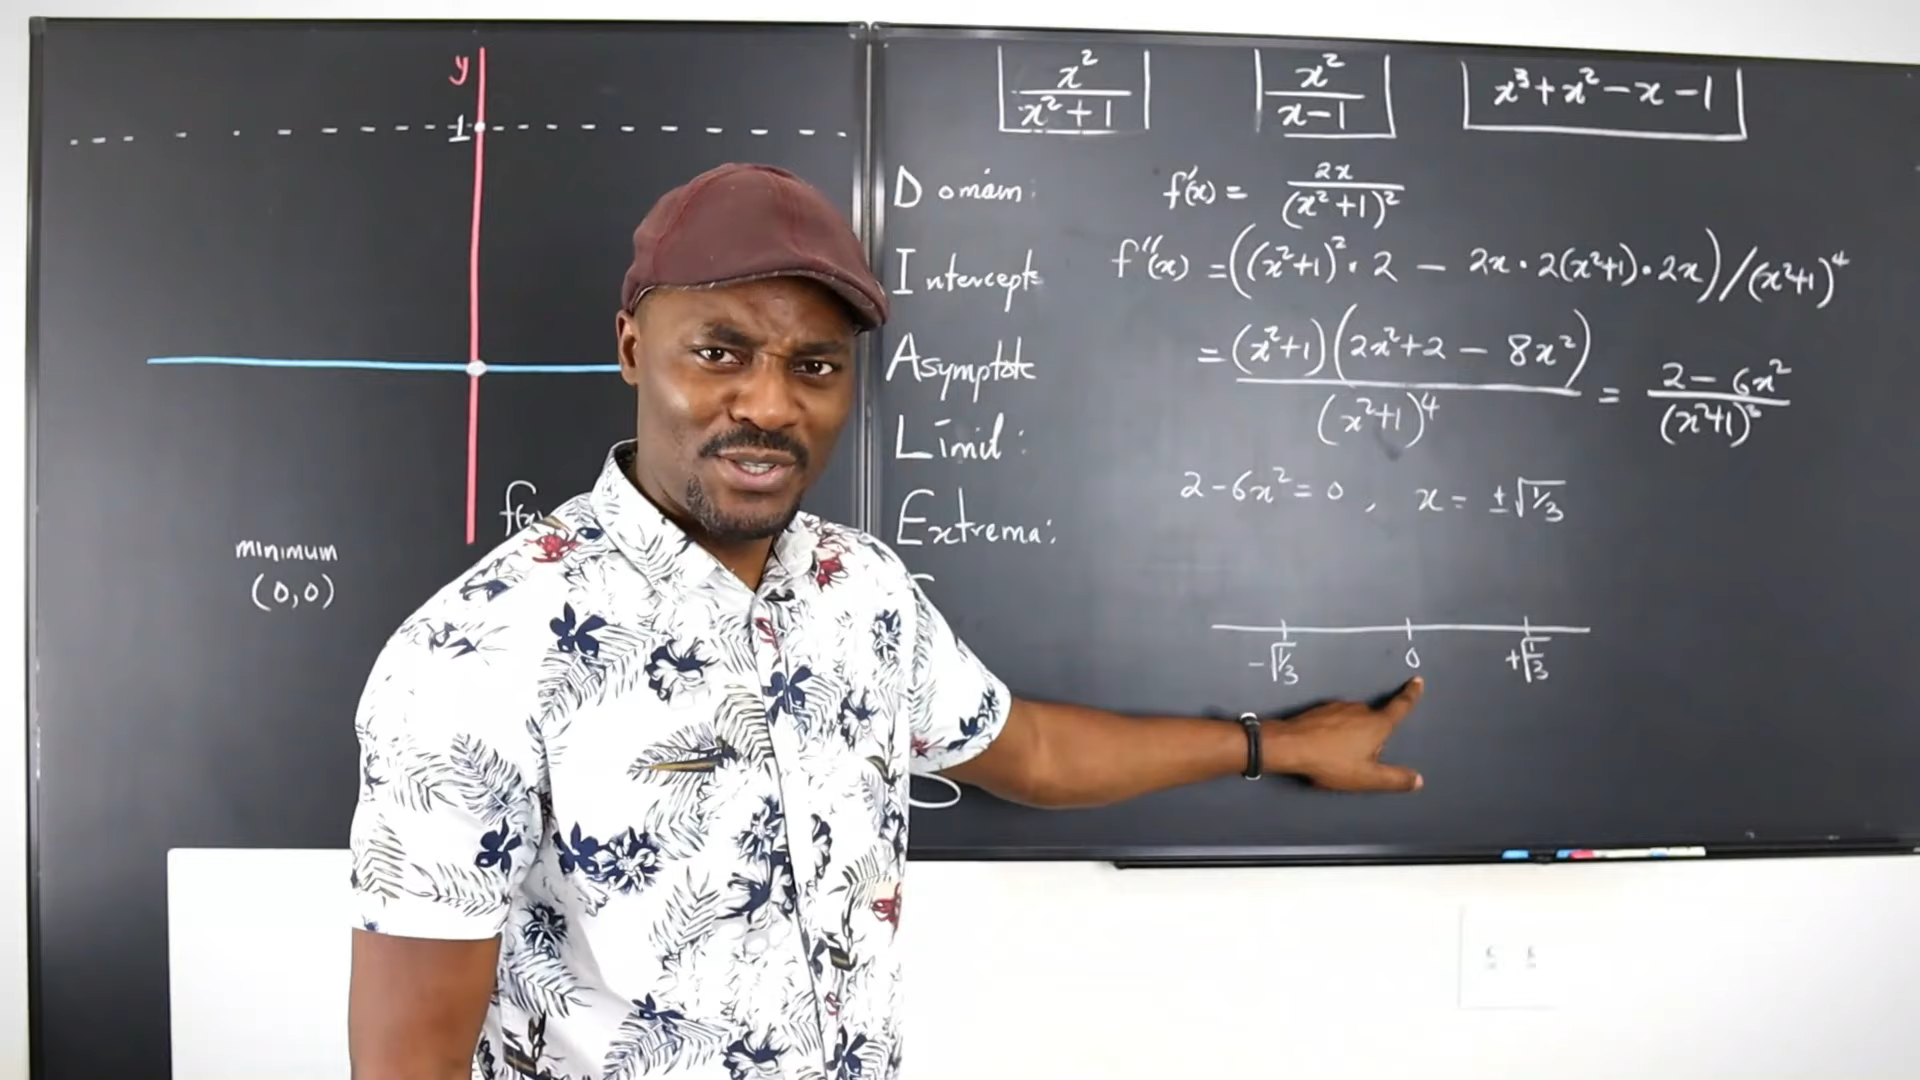 y
1
f(x)
minimum
(0,0)
x²/(x²+1)
x²/(x-1)
x³+x²-x-1
Domain:
f'(x) = 2x/(x²+1)²
Intercepts
f''(x) = ((x²+1)²·2 - 2x·2(x²+1)·2x)/(x²+1)⁴
Asymptote
= (x²+1)(2x²+2-8x²)/(x²+1)⁴ = (2-6x²)/(x²+1)³
Limit:
2-6x²=0, x= ±√1/3
Extrema:
-√1/3 0 +√1/3